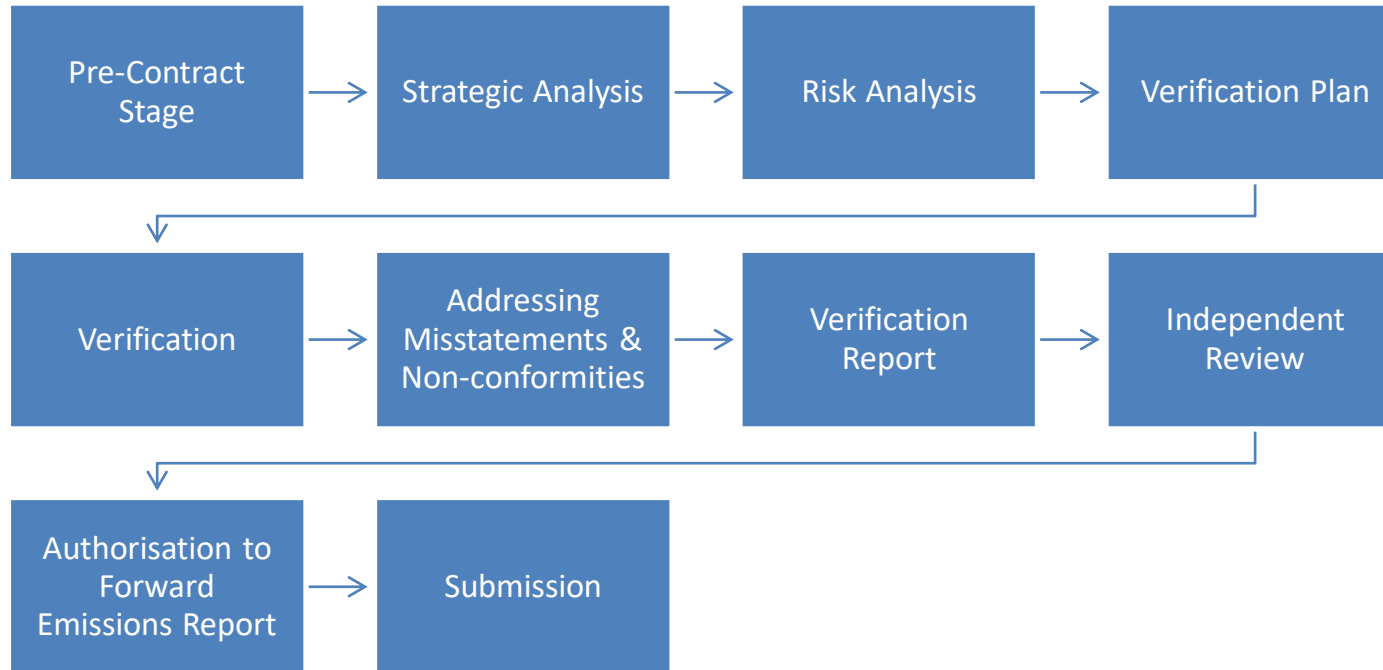 Pre-Contract
Stage
Strategic Analysis
Risk Analysis
Verification Plan
Verification
Addressing
Misstatements &
Non-conformities
Verification
Report
Independent
Review
Authorisation to
Forward
Emissions Report
Submission